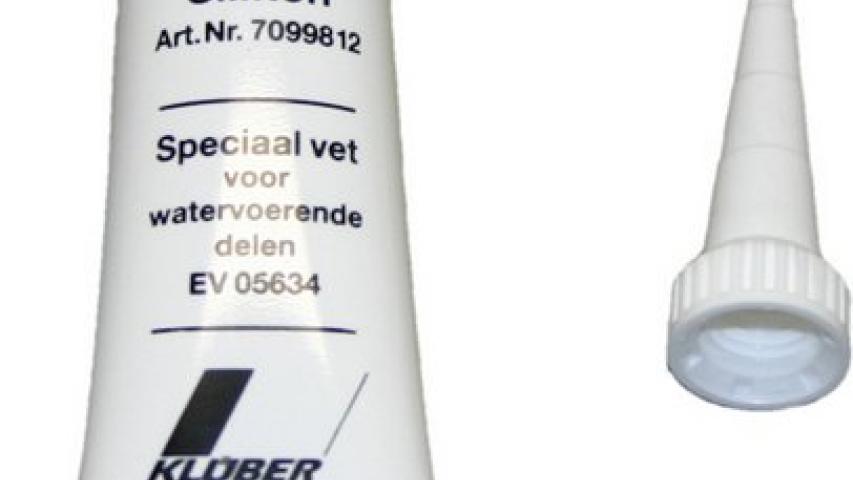 Art.Nr. 7099812
Speciaal vet
voor
watervoerende
delen
EV 05634
KLÜBER